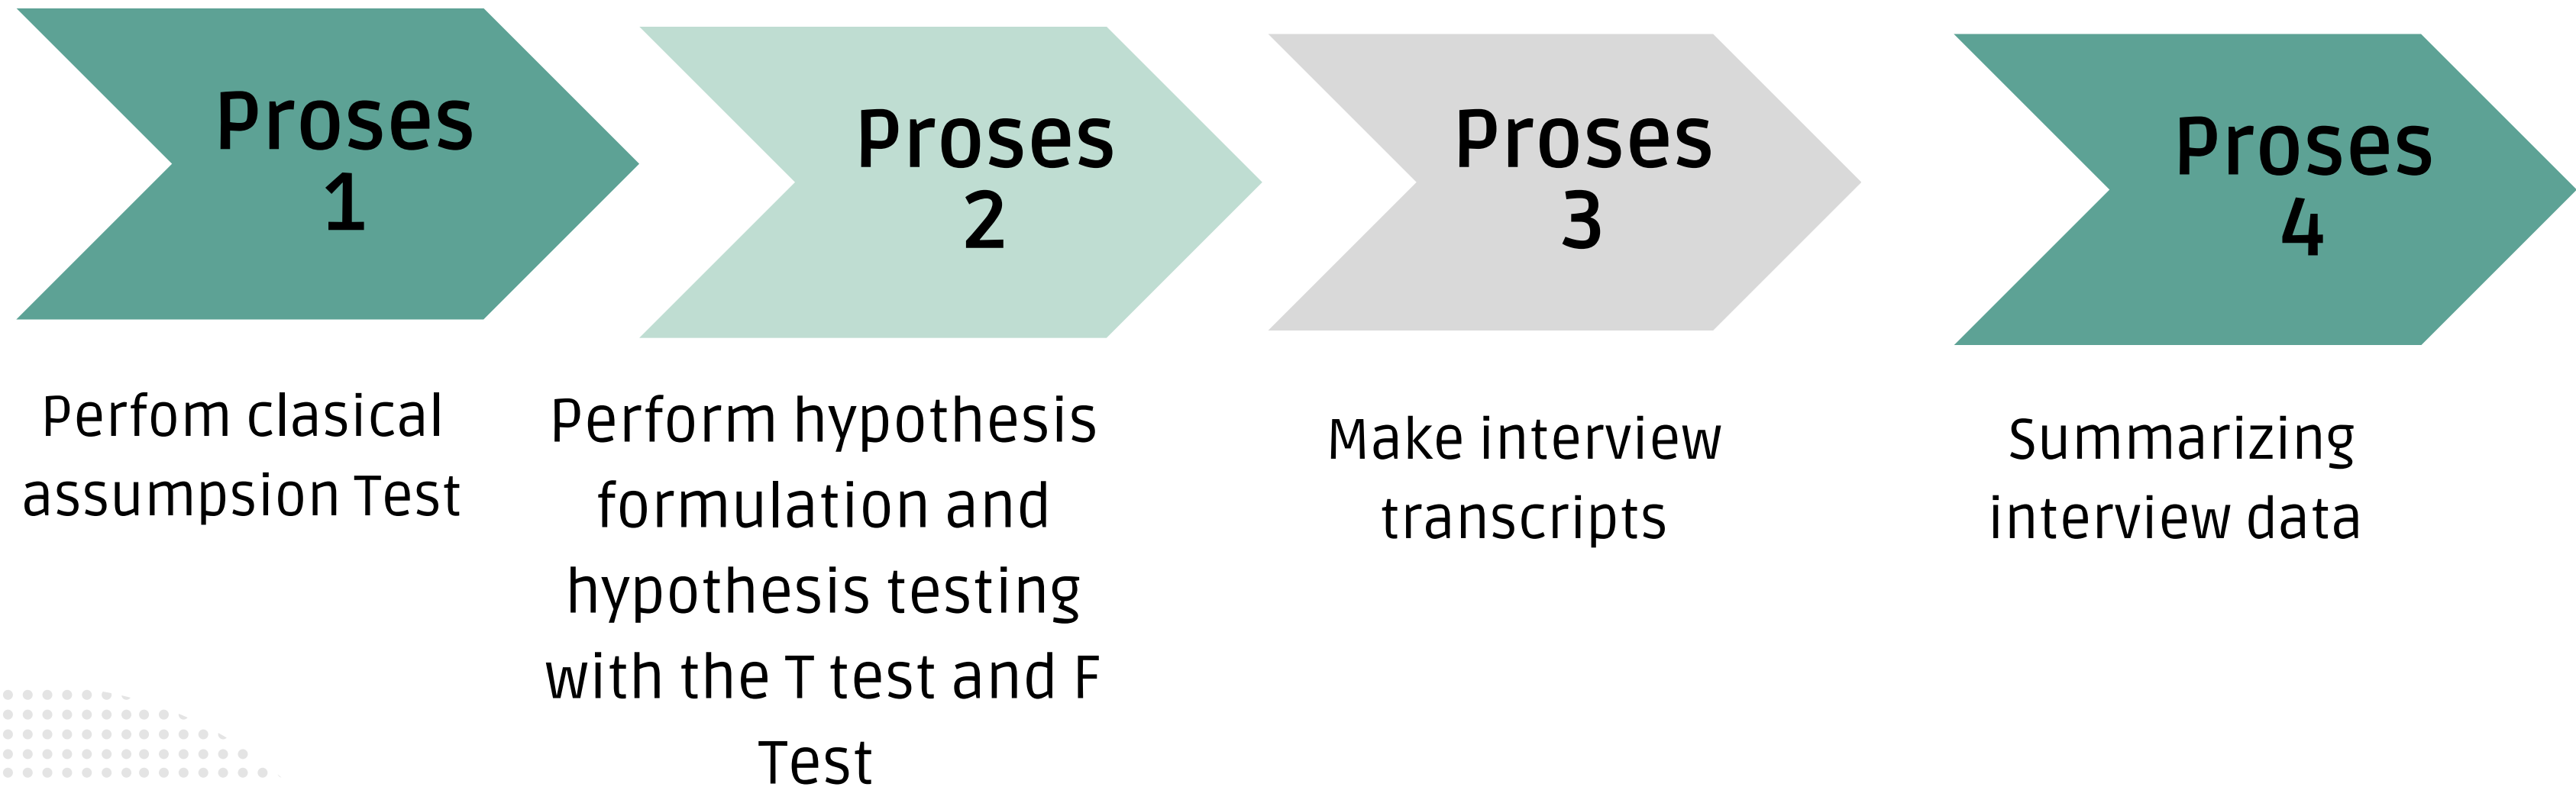 Proses
1
Perfom clasical
assumpsion Test
Proses
2
Perform hypothesis
formulation and
hypothesis testing
with the T test and F
Test
Proses
3
Make interview
transcripts
Proses
4
Summarizing
interview data